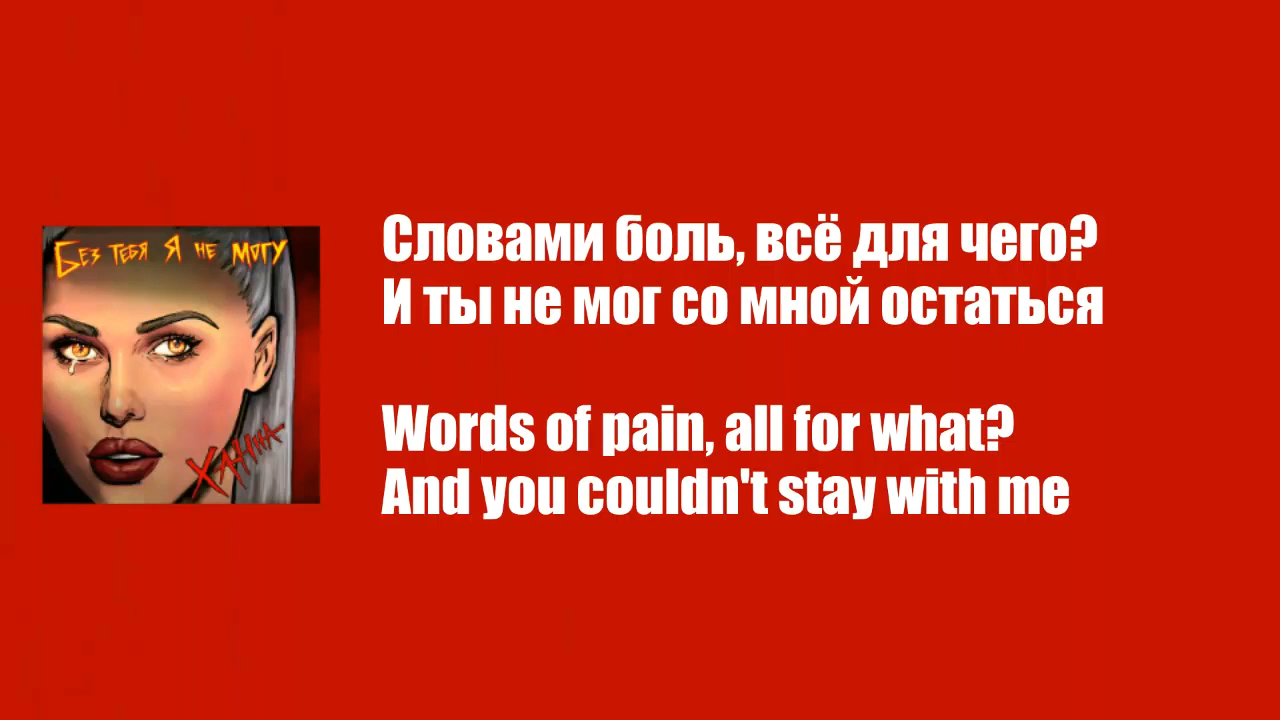 Без тебя я не могу
Ханна
Словами боль, всё для чего?
И ты не мог со мной остаться
Words of pain, all for what?
And you couldn't stay with me